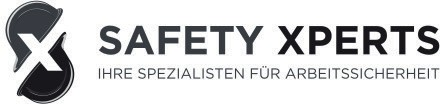 SAFETY XPERTS
IHRE SPEZIALISTEN FÜR ARBEITSSICHERHEIT